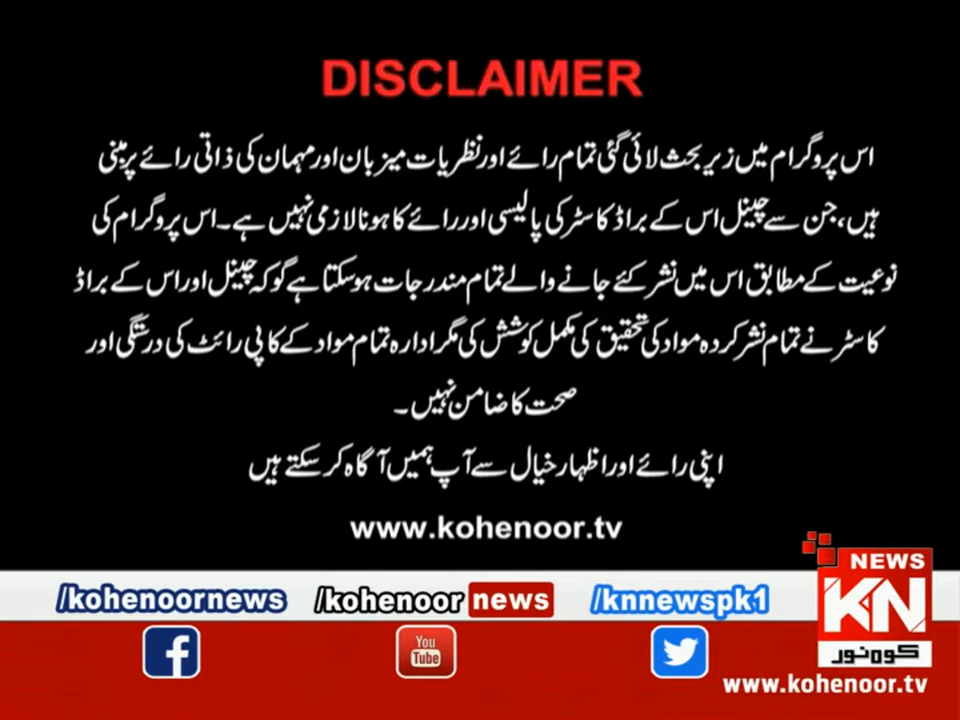 DISCLAIMER
اس پروگرام میں زیر بحث لائی گئی تمام رائے اور نظریات میزبان اور مہمان کی ذاتی رائے پر مبنی
ہیں، جن سے چینل اس کے براڈ کاسٹر کی پالیسی اور رائے کا ہونا لازمی نہیں ہے۔ اس پروگرام کی
نوعیت کے مطابق اس میں نشر کئے جانے والے تمام مندرجات ہو سکتا ہے گو کہ چینل اور اس کے براڈ
کاسٹر نے تمام نشر کردہ مواد کی تحقیق کی مکمل کوشش کی مگر ادارہ تمام مواد کے کاپی رائٹ کی درستگی اور
صحت کا ضامن نہیں۔
اپنی رائے اور اظہار خیال سے آپ ہمیں آگاہ کر سکتے ہیں
www.kohenoor.tv
/kohenoornews /kohenoor news /knnewspk1
f You Tube
NEWS
KN
کوہ نور
www.kohenoor.tv